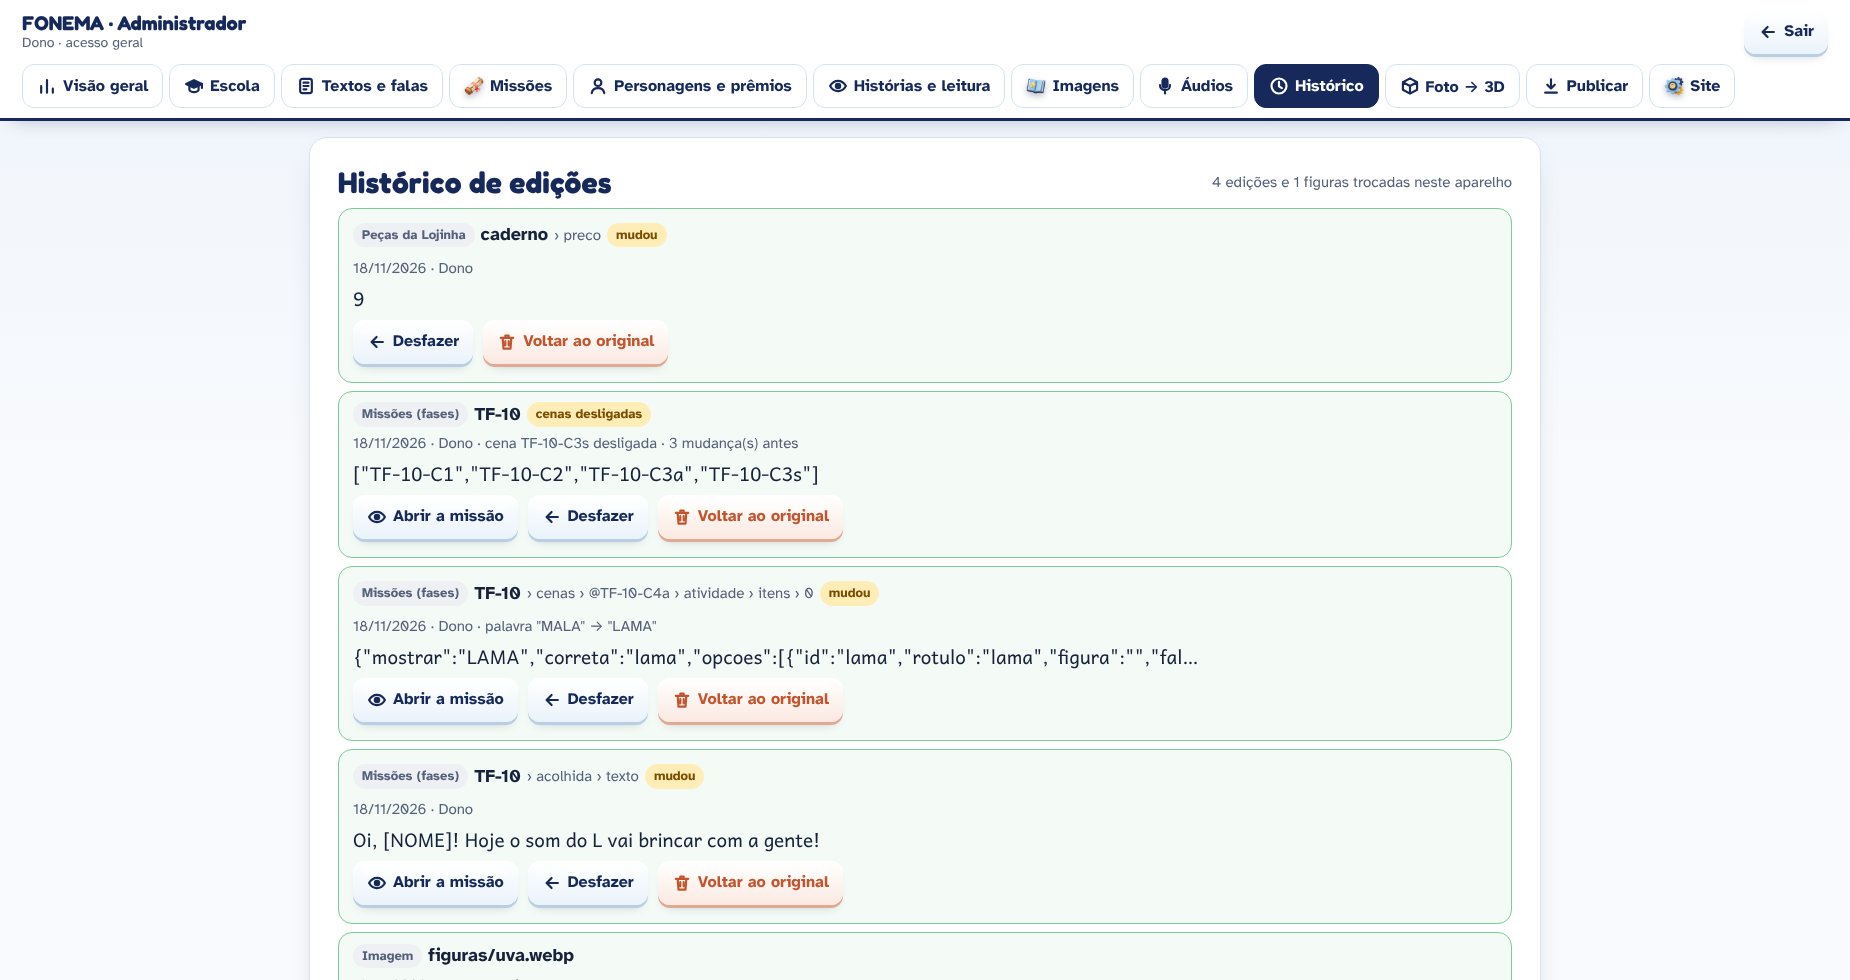 FONEMA · Administrador
Dono · acesso geral
← Sair
Visão geral
Escola
Textos e falas
Missões
Personagens e prêmios
Histórias e leitura
Imagens
Áudios
Histórico
Foto → 3D
Publicar
Site
Histórico de edições
4 edições e 1 figuras trocadas neste aparelho
Peças da Lojinha caderno › preco mudou
18/11/2026 · Dono
9
← Desfazer
Voltar ao original
Missões (fases) TF-10 cenas desligadas
18/11/2026 · Dono · cena TF-10-C3s desligada · 3 mudança(s) antes
["TF-10-C1","TF-10-C2","TF-10-C3a","TF-10-C3s"]
Abrir a missão
← Desfazer
Voltar ao original
Missões (fases) TF-10 › cenas › @TF-10-C4a › atividade › itens › 0 mudou
18/11/2026 · Dono · palavra "MALA" → "LAMA"
{"mostrar":"LAMA","correta":"lama","opcoes":[{"id":"lama","rotulo":"lama","figura":"","fal...
Abrir a missão
← Desfazer
Voltar ao original
Missões (fases) TF-10 › acolhida › texto mudou
18/11/2026 · Dono
Oi, [NOME]! Hoje o som do L vai brincar com a gente!
Abrir a missão
← Desfazer
Voltar ao original
Imagem figuras/uva.webp